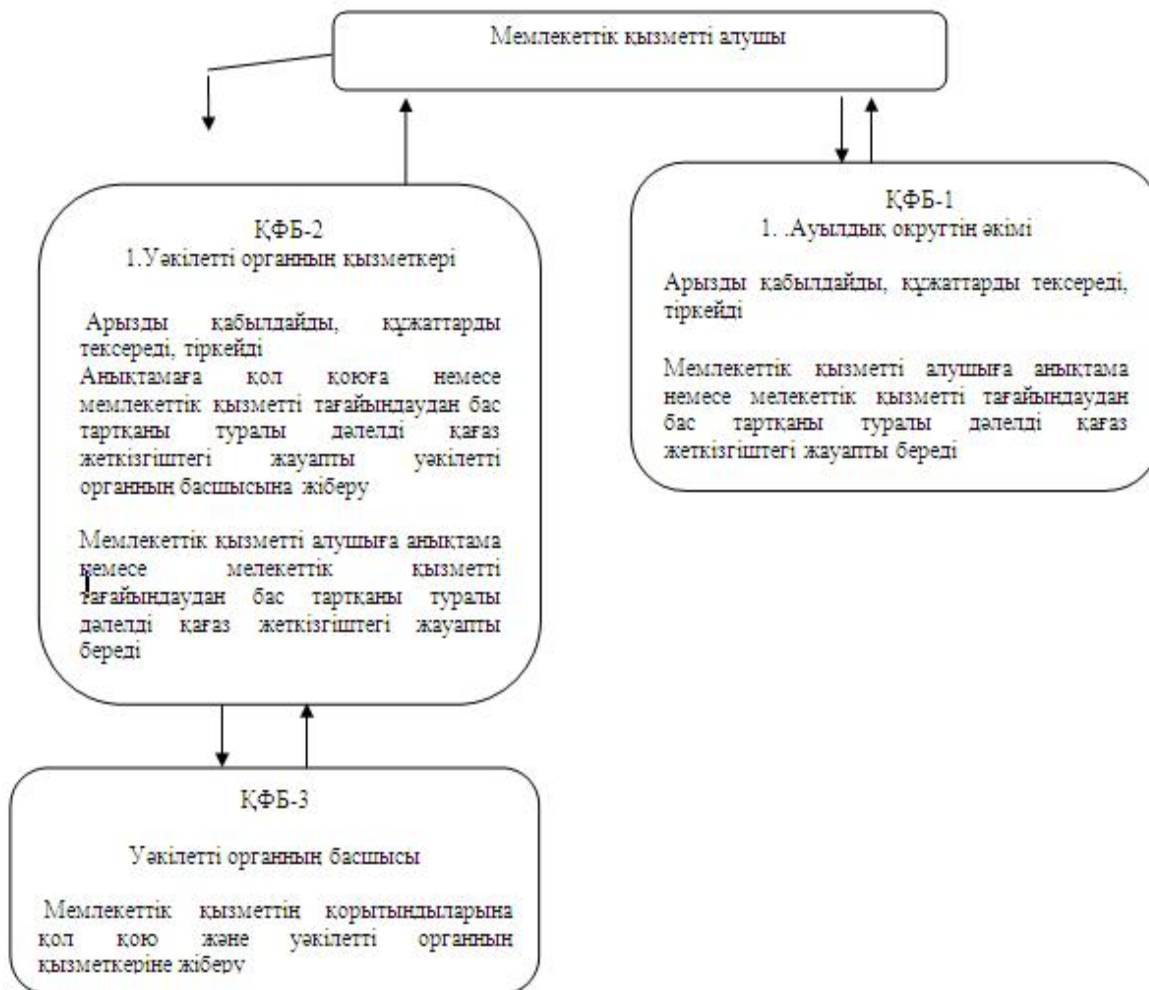 Мемлекеттік қызметті алушы
ҚФБ-2
1.Уәкілетті органның қызметкері
Арызды қабылдайды, құжаттарды
тексереді, тіркейді
Анықтамаға қол қоюға немесе
мемлекеттік қызметті тағайындаудан бас
тартқаны туралы дәлелді қағаз
жеткізгіштегі жауапты уәкілетті
органның басшысына жіберу
Мемлекеттік қызметті алушыға анықтама
немесе мелекеттік қызметті
тағайындаудан бас тартқаны туралы
дәлелді қағаз жеткізгіштегі жауапты
береді
ҚФБ-1
1. .Ауылдық округтің әкімі
Арызды қабылдайды, құжаттарды тексереді,
тіркейді
Мемлекеттік қызметті алушыға анықтама
немесе мелекеттік қызметті тағайындаудан
бас тартқаны туралы дәлелді қағаз
жеткізгіштегі жауапты береді
ҚФБ-3
Уәкілетті органның басшысы
Мемлекеттік қызметтің қорытындыларына
қол қою және уәкілетті органның
қызметкеріне жіберу